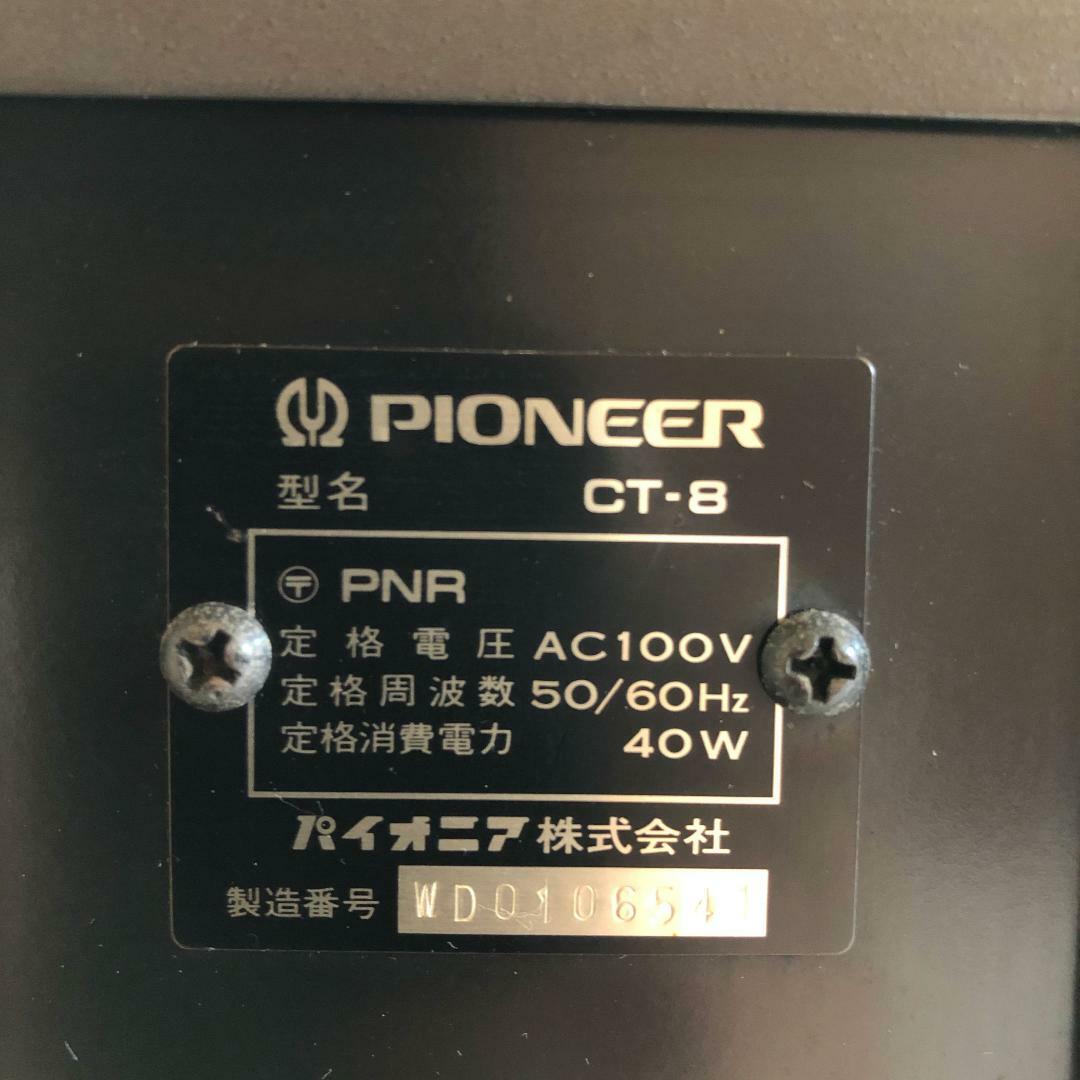 PIONEER
型名 CT-8
〒 PNR
定格電圧 AC100V
定格周波数 50/60Hz
定格消費電力 40W
パイオニア株式会社
製造番号 WD0106541